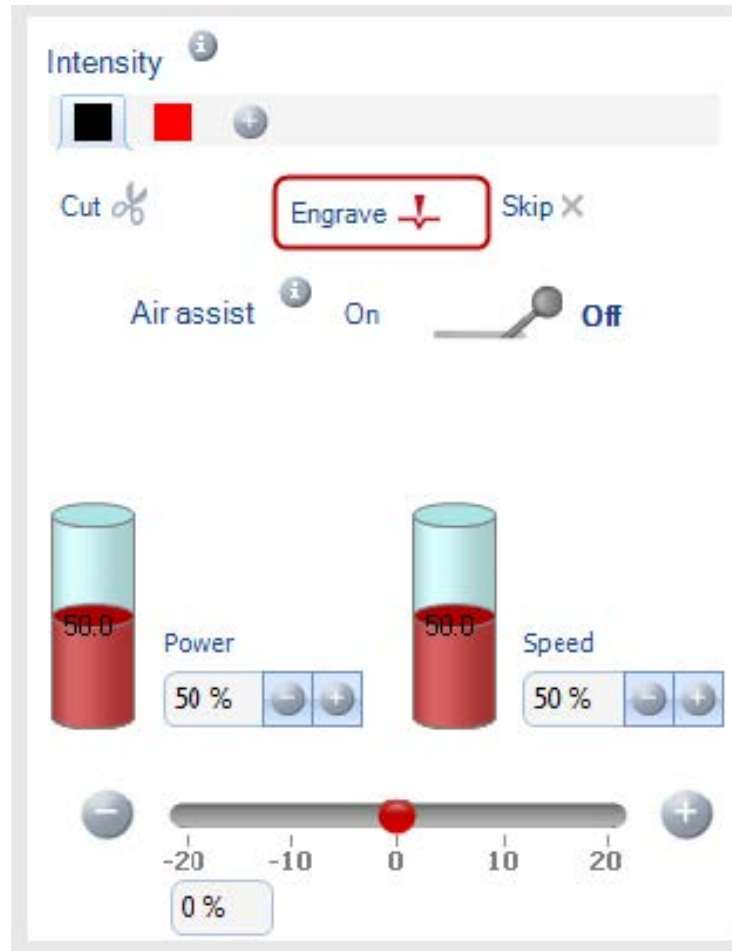 Intensity
Cut Engrave Skip
Air assist On Off
50.0 50.0
Power Speed
50 % 50 %
-20 -10 0 10 20
0 %